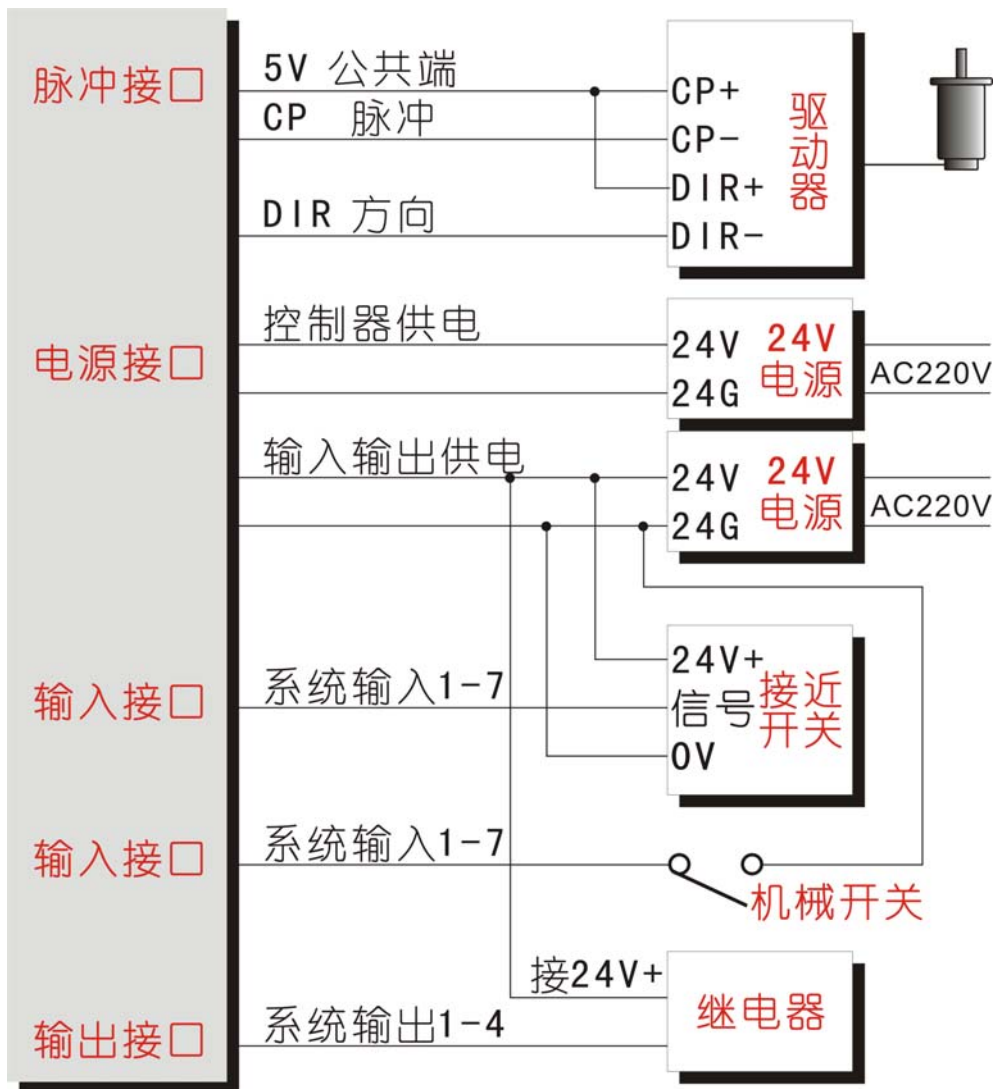 脉冲接口
5V 公共端
CP 脉冲
DIR 方向
CP+
CP-
DIR+
DIR-
驱动器
电源接口
控制器供电
24V
24G
24V
电源
AC220V
输入输出供电
24V
24G
24V
电源
AC220V
输入接口
系统输入1-7
24V+
信号
0V
接近
开关
输入接口
系统输入1-7
机械开关
接24V+
继电器
输出接口
系统输出1-4